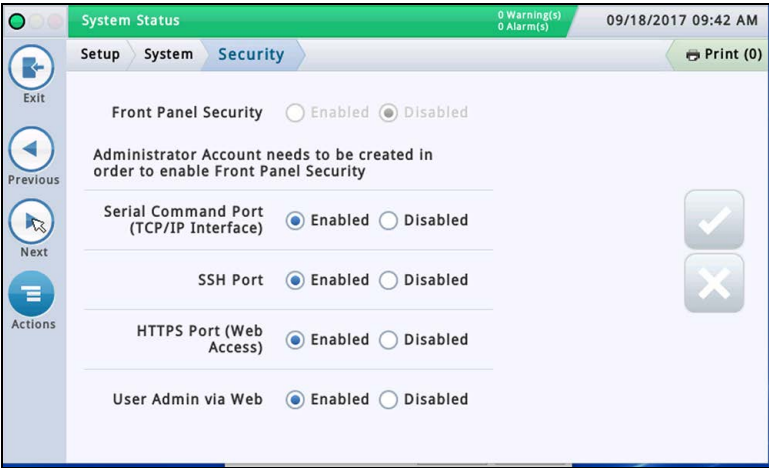 System Status
0 Warning(s)
0 Alarm(s)
09/18/2017 09:42 AM
Setup System Security
Print (0)
Exit
Previous
Next
Actions
Front Panel Security Enabled Disabled
Administrator Account needs to be created in
order to enable Front Panel Security
Serial Command Port
(TCP/IP Interface) Enabled Disabled
SSH Port Enabled Disabled
HTTPS Port (Web
Access) Enabled Disabled
User Admin via Web Enabled Disabled